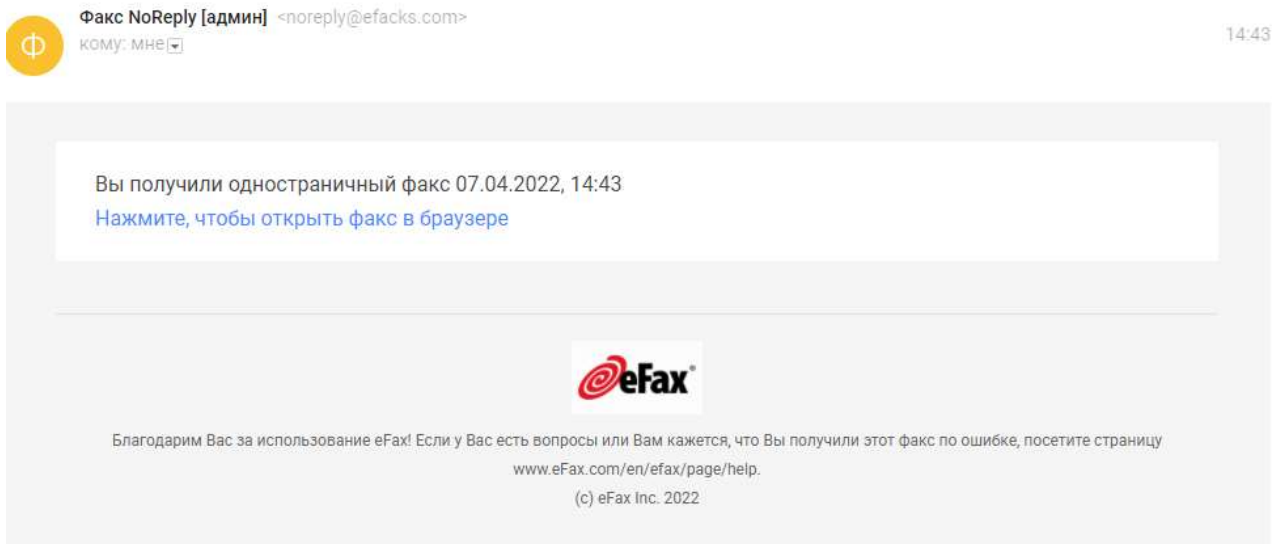 Факс NoReply [админ] <noreply@efacks.com>
кому: мне
14:43
Ф
Вы получили одностраничный факс 07.04.2022, 14:43
Нажмите, чтобы открыть факс в браузере
eFax®
Благодарим Вас за использование eFax! Если у Вас есть вопросы или Вам кажется, что Вы получили этот факс по ошибке, посетите страницу
www.eFax.com/en/efax/page/help.
(c) eFax Inc. 2022